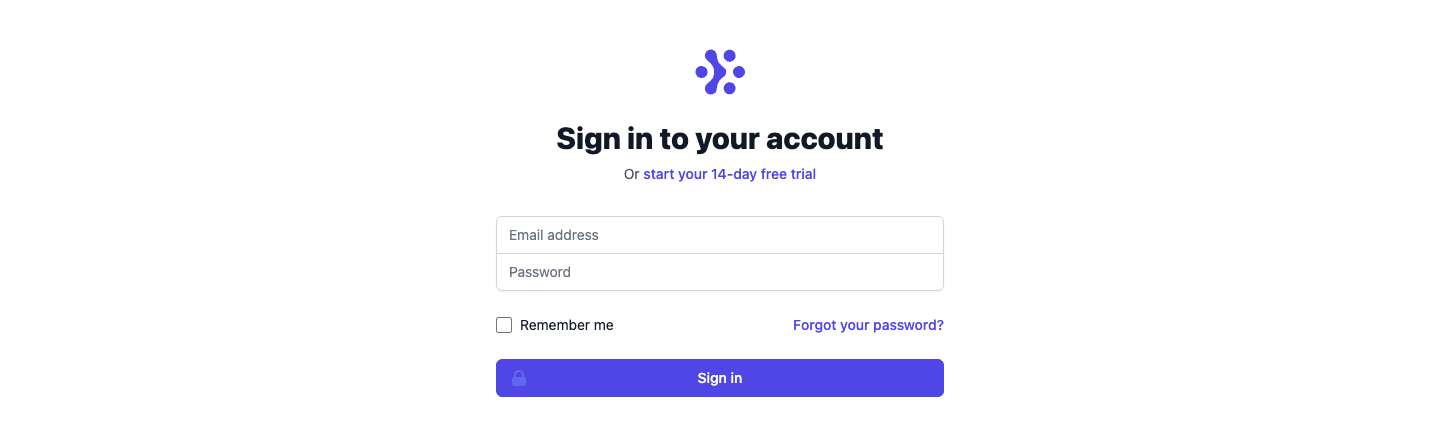 Sign in to your account
Or start your 14-day free trial
Email address
Password
Remember me
Forgot your password?
Sign in